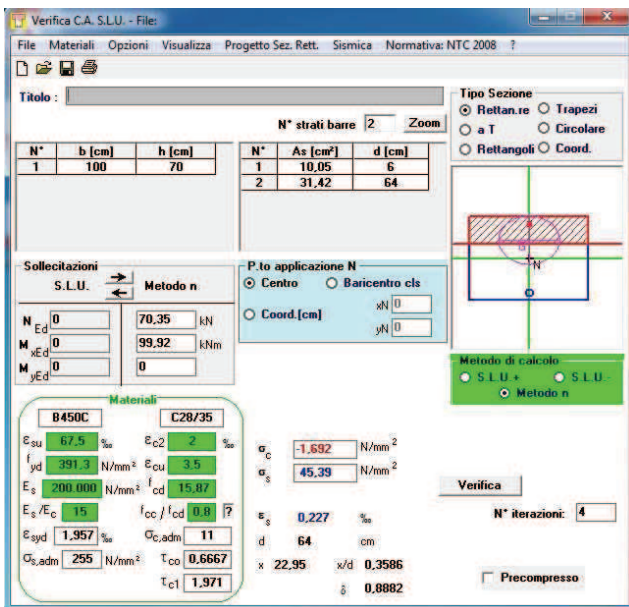 Verifica C.A. S.L.U. - File:
File Materiali Opzioni Visualizza Progetto Sez. Rett. Sismica Normativa: NTC 2008 ?
Titolo :
N° strati barre 2 Zoom
N° b [cm] h [cm]
1 100 70
N° As [cm²] d [cm]
1 10,05 6
2 31,42 64
Tipo Sezione
Rettan.re Trapezi
a T Circolare
Rettangoli Coord.
N
Sollecitazioni
S.L.U. Metodo n
N Ed 0 70,35 kN
M xEd 0 99,92 kNm
M yEd 0 0
P.to applicazione N
Centro Baricentro cls
Coord.[cm] xN 0
yN 0
Metodo di calcolo
S.L.U.+ S.L.U.-
Metodo n
Materiali
B450C C28/35
εsu 67,5 ‰ εc2 2 ‰
fyd 391,3 N/mm² εcu 3,5
Es 200.000 N/mm² fcd 15,87
Es/Ec 15 fcc / fcd 0,8 ?
εsyd 1,957 ‰ σc,adm 11
σs,adm 255 N/mm² τco 0,6667
τc1 1,971
σc -1,692 N/mm²
σs 45,39 N/mm²
εs 0,227 ‰
d 64 cm
x 22,95 x/d 0,3586
δ 0,8882
Verifica
N° iterazioni: 4
Precompresso